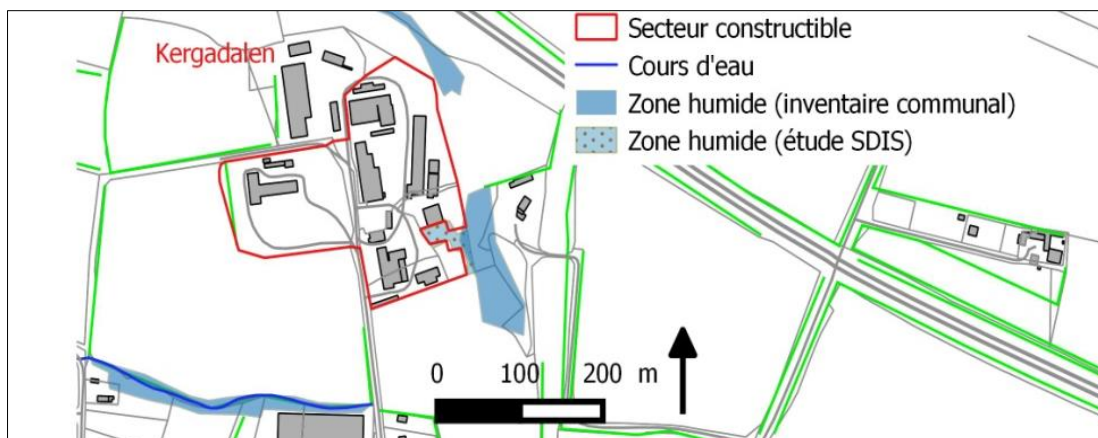 Kergadalen
Secteur constructible
Cours d'eau
Zone humide (inventaire communal)
Zone humide (étude SDIS)
0 100 200 m